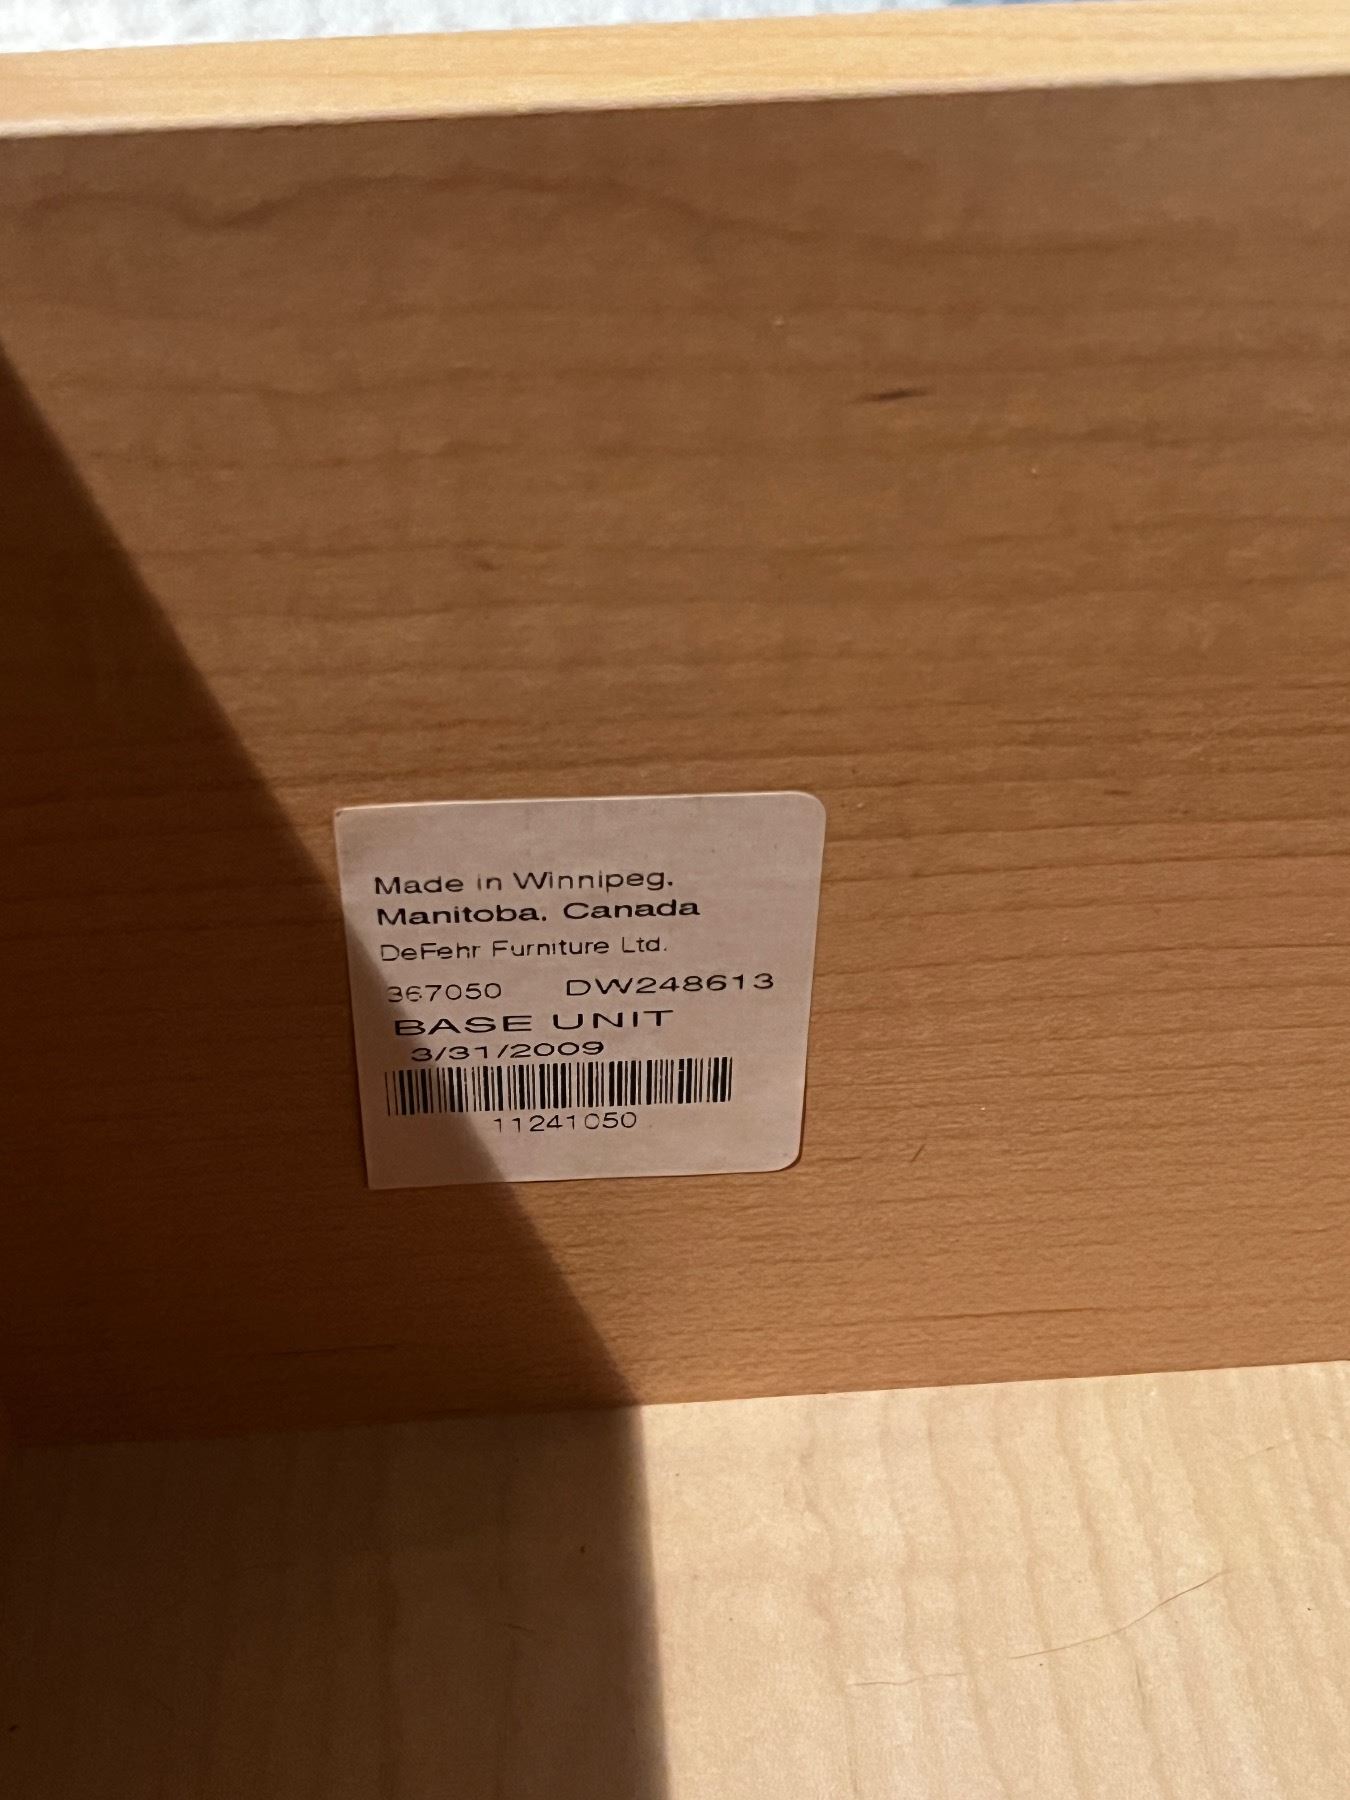 Made in Winnipeg,
Manitoba, Canada
DeFehr Furniture Ltd.
367050 DW248613
BASE UNIT
3/31/2009
11241050